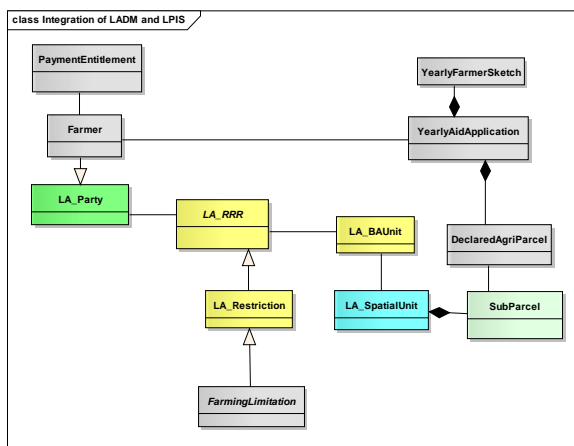 class Integration of LADM and LPIS
PaymentEntitlement
YearlyFarmerSketch
Farmer
YearlyAidApplication
LA_Party
LA_RRR
LA_BAUnit
DeclaredAgriParcel
LA_Restriction
LA_SpatialUnit
SubParcel
FarmingLimitation